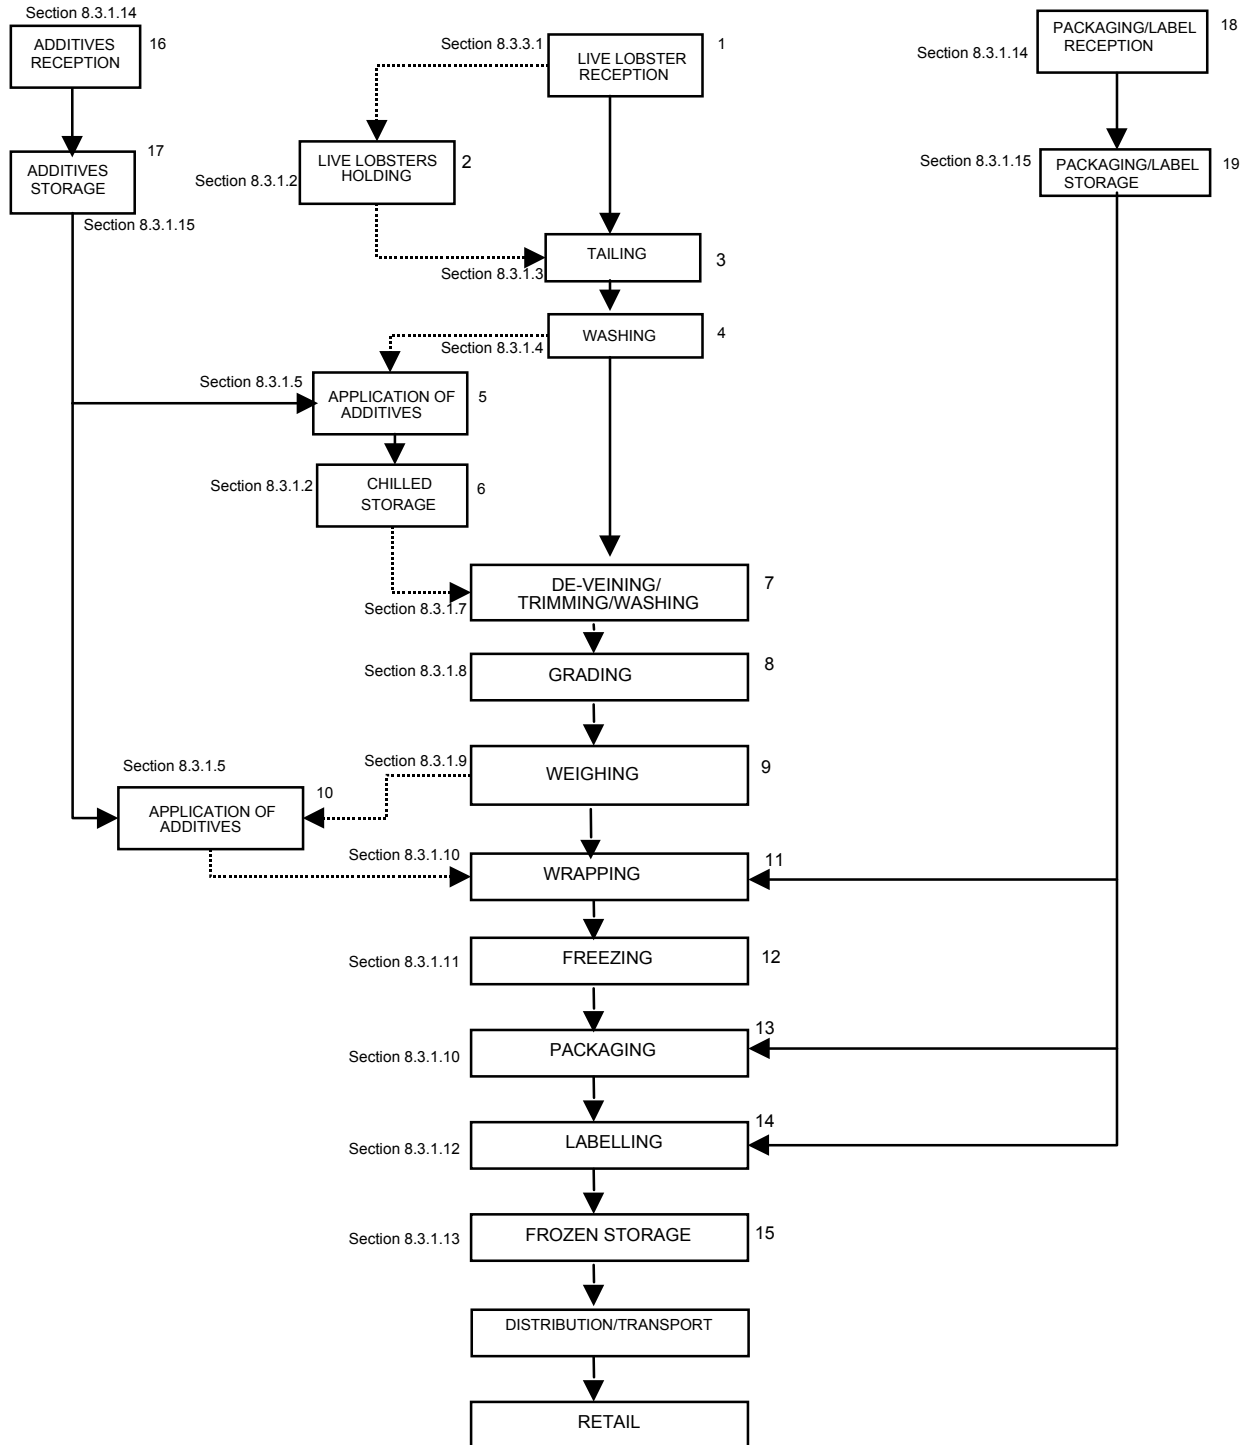 Section 8.3.1.14
16
ADDITIVES
RECEPTION
Section 8.3.3.1
1
LIVE LOBSTER
RECEPTION
18
PACKAGING/LABEL
RECEPTION
Section 8.3.1.14
17
ADDITIVES
STORAGE
Section 8.3.1.15
LIVE LOBSTERS
HOLDING
2
Section 8.3.1.2
Section 8.3.1.15
PACKAGING/LABEL
STORAGE
19
TAILING
3
Section 8.3.1.3
WASHING
4
Section 8.3.1.4
Section 8.3.1.5
APPLICATION OF
ADDITIVES
5
Section 8.3.1.2
CHILLED
STORAGE
6
DE-VEINING/
TRIMMING/WASHING
7
Section 8.3.1.7
Section 8.3.1.8
GRADING
8
Section 8.3.1.9
WEIGHING
9
Section 8.3.1.5
10
APPLICATION OF
ADDITIVES
Section 8.3.1.10
WRAPPING
11
Section 8.3.1.11
FREEZING
12
Section 8.3.1.10
PACKAGING
13
Section 8.3.1.12
LABELLING
14
Section 8.3.1.13
FROZEN STORAGE
15
DISTRIBUTION/TRANSPORT
RETAIL